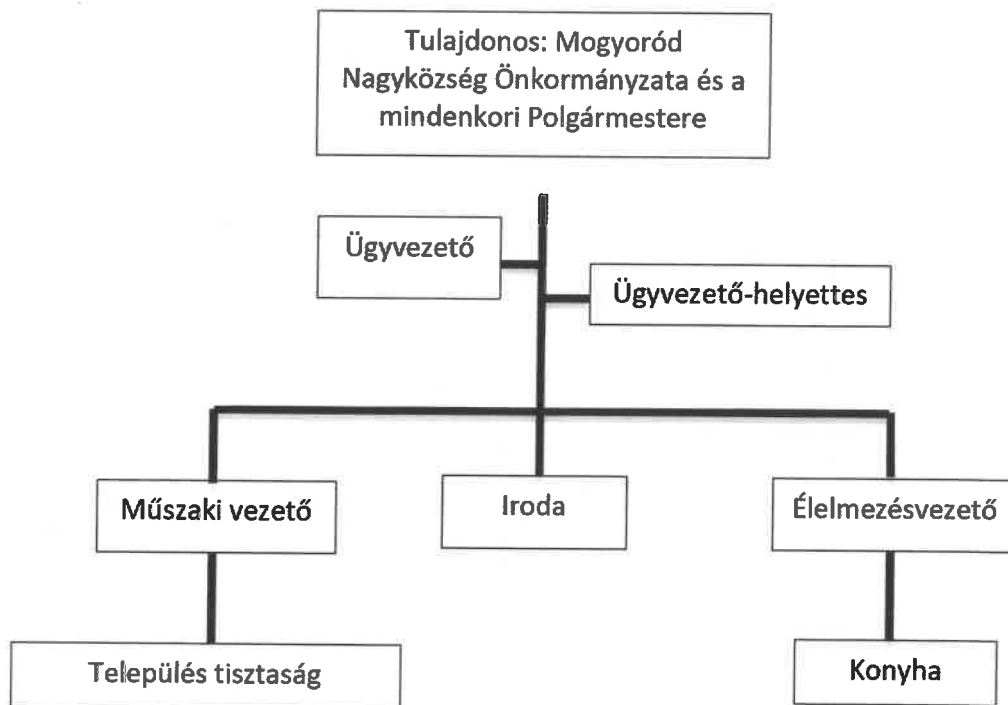 Tulajdonos: Mogyoród
Nagyközség Önkormányzata és a
mindenkori Polgármestere
Ügyvezető
Ügyvezető-helyettes
Műszaki vezető
Iroda
Élelmezésvezető
Település tisztaság
Konyha